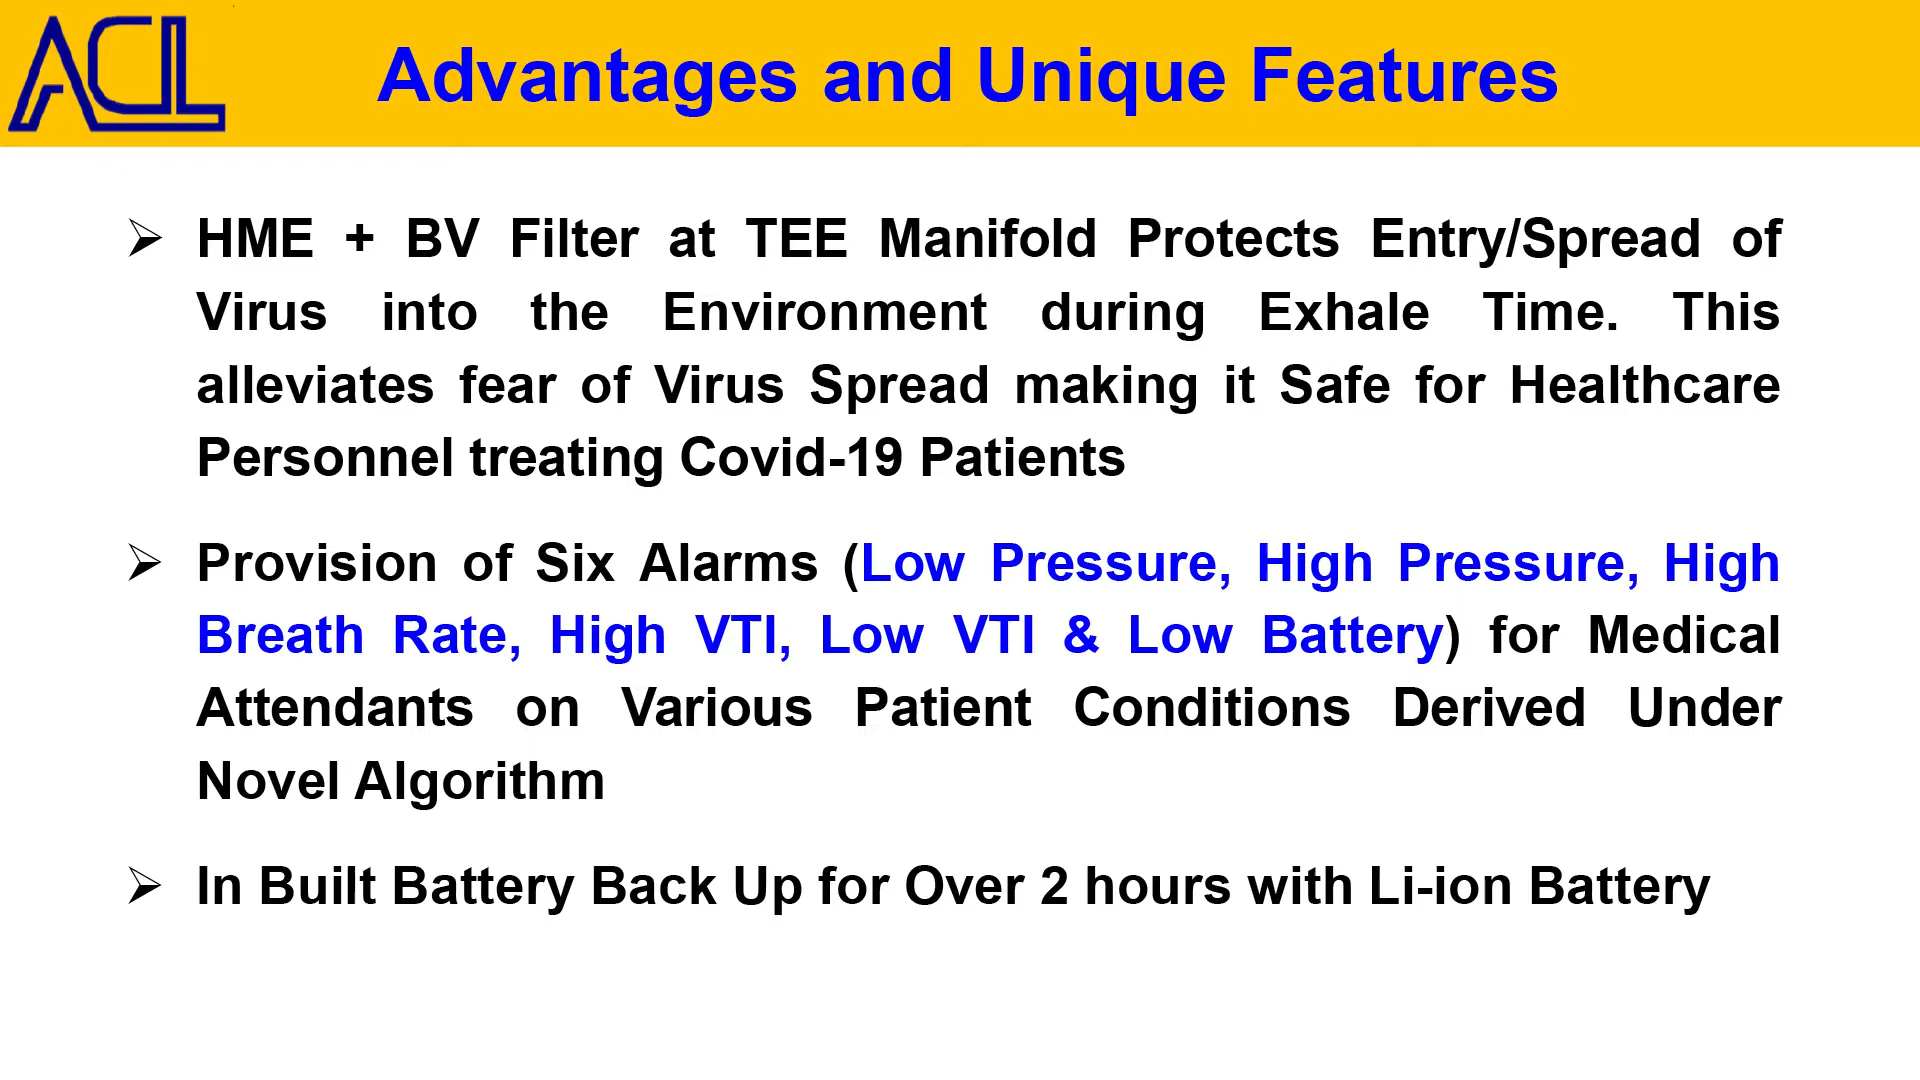 ACL
Advantages and Unique Features
➢ HME + BV Filter at TEE Manifold Protects Entry/Spread of
Virus into the Environment during Exhale Time. This
alleviates fear of Virus Spread making it Safe for Healthcare
Personnel treating Covid-19 Patients
➢ Provision of Six Alarms (Low Pressure, High Pressure, High
Breath Rate, High VTI, Low VTI & Low Battery) for Medical
Attendants on Various Patient Conditions Derived Under
Novel Algorithm
➢ In Built Battery Back Up for Over 2 hours with Li-ion Battery